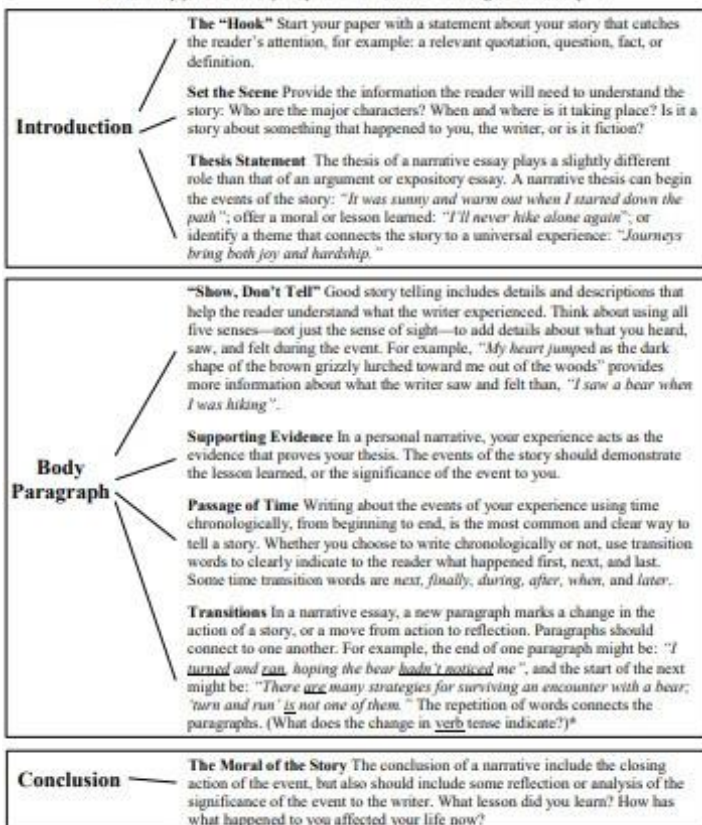 The "Hook" Start your paper with a statement about your story that catches
the reader's attention, for example: a relevant quotation, question, fact, or
definition.
Set the Scene Provide the information the reader will need to understand the
story: Who are the major characters? When and where is it taking place? Is it a
story about something that happened to you, the writer, or is it fiction?
Introduction
Thesis Statement The thesis of a narrative essay plays a slightly different
role than that of an argument or expository essay. A narrative thesis can begin
the events of the story: "It was sunny and warm out when I started down the
path"; offer a moral or lesson learned: "I'll never hike alone again"; or
identify a theme that connects the story to a universal experience: "Journeys
bring both joy and hardship."
"Show, Don't Tell" Good story telling includes details and descriptions that
help the reader understand what the writer experienced. Think about using all
five senses—not just the sense of sight—to add details about what you heard,
saw, and felt during the event. For example, "My heart jumped as the dark
shape of the brown grizzly lurched toward me out of the woods" provides
more information about what the writer saw and felt than, "I saw a bear when
I was hiking".
Supporting Evidence In a personal narrative, your experience acts as the
evidence that proves your thesis. The events of the story should demonstrate
the lesson learned, or the significance of the event to you.
Body
Paragraph
Passage of Time Writing about the events of your experience using time
chronologically, from beginning to end, is the most common and clear way to
tell a story. Whether you choose to write chronologically or not, use transition
words to clearly indicate to the reader what happened first, next, and last.
Some time transition words are next, finally, during, after, when, and later.
Transitions In a narrative essay, a new paragraph marks a change in the
action of a story, or a move from action to reflection. Paragraphs should
connect to one another. For example, the end of one paragraph might be: "I
turned and ran, hoping the bear hadn't noticed me", and the start of the next
might be: "There are many strategies for surviving an encounter with a bear;
'turn and run' is not one of them." The repetition of words connects the
paragraphs. (What does the change in verb tense indicate?)*
Conclusion
The Moral of the Story The conclusion of a narrative include the closing
action of the event, but also should include some reflection or analysis of the
significance of the event to the writer. What lesson did you learn? How has
what happened to you affected your life now?